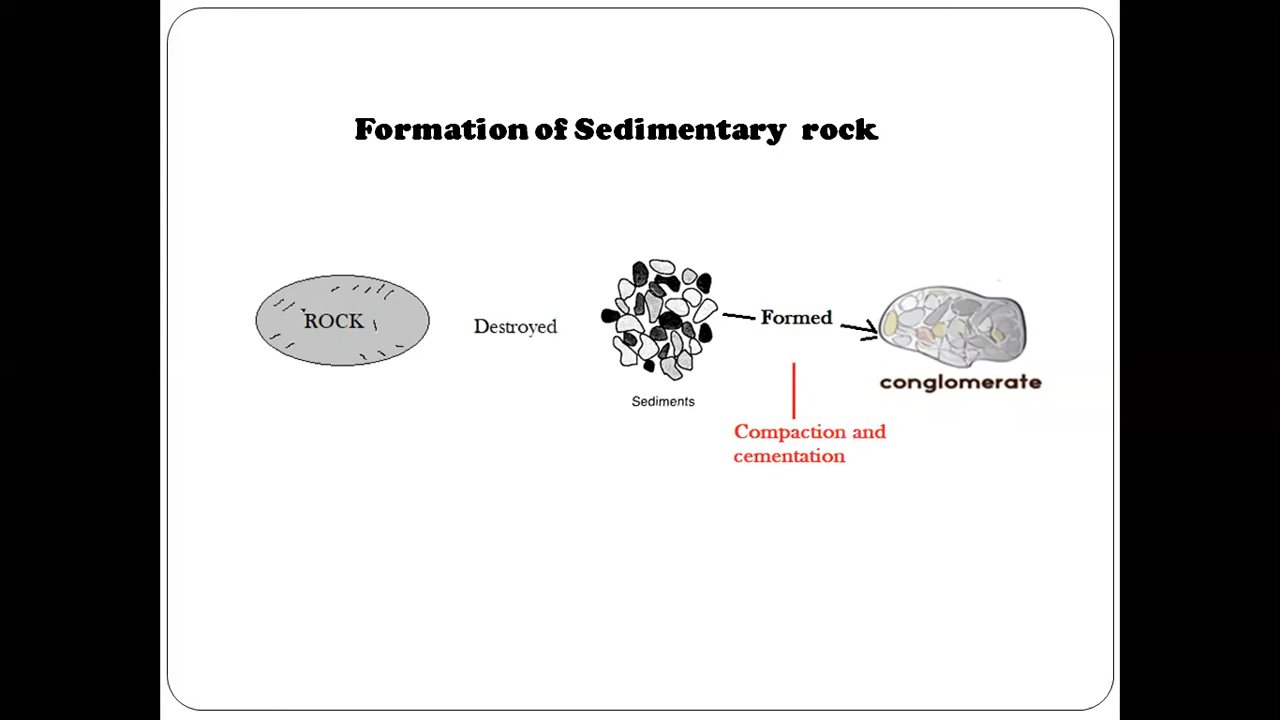 Formation of Sedimentary rock
ROCK
Destroyed
Sediments
Formed
conglomerate
Compaction and
cementation